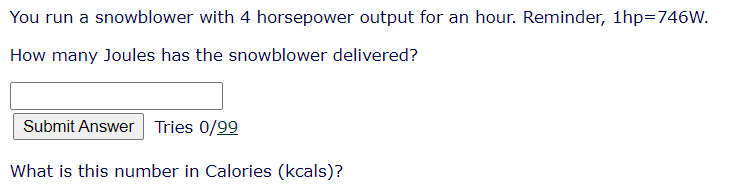 You run a snowblower with 4 horsepower output for an hour. Reminder, 1hp=746W.
How many Joules has the snowblower delivered?
Submit Answer Tries 0/99
What is this number in Calories (kcals)?